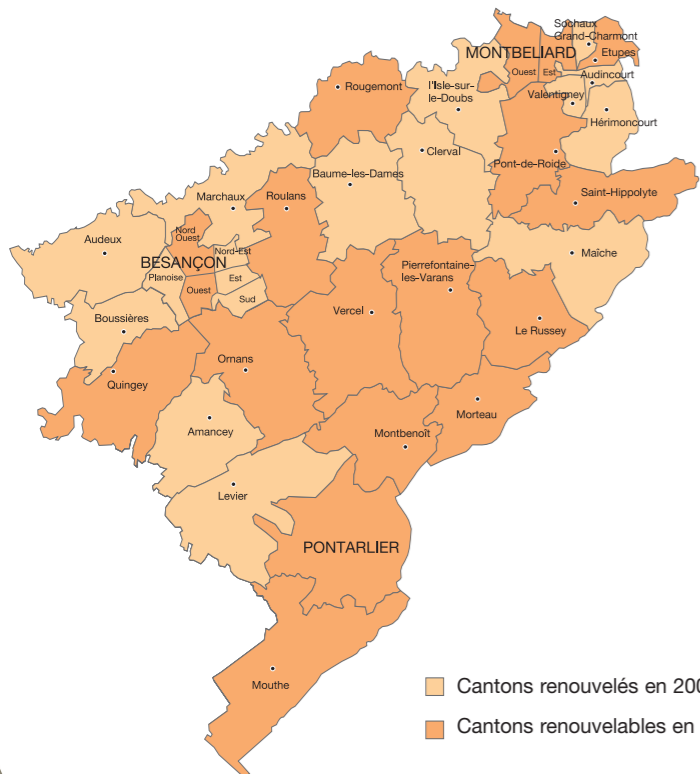 Sochaux
Grand-Charmont
MONTBELIARD
Etupes
Ouest
Est
Audincourt
Rougemont
l'Isle-sur-
le-Doubs
Valentigney
Hérimoncourt
Clerval
Pont-de-Roide
Baume-les-Dames
Marchaux
Roulans
Saint-Hippolyte
Nord
Ouest
Audeux
Nord-Est
BESANÇON
Maîche
Planoise
Est
Pierrefontaine-
les-Varans
Ouest
Sud
Boussières
Vercel
Le Russey
Ornans
Quingey
Morteau
Amancey
Montbenoît
Levier
PONTARLIER
Mouthe
Cantons renouvelés en 200
Cantons renouvelables en